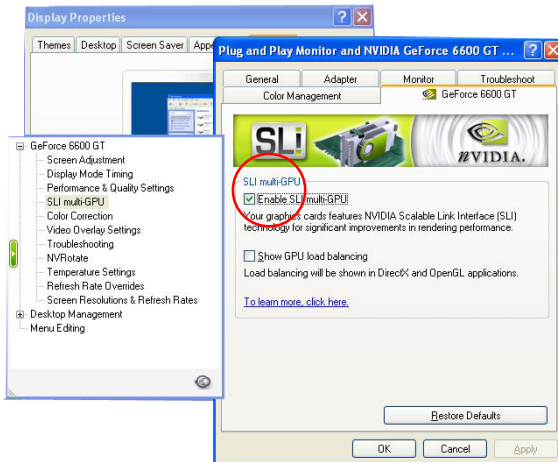 Display Properties
Themes Desktop Screen Saver Appe
Plug and Play Monitor and NVIDIA GeForce 6600 GT ...
General Adapter Monitor Troubleshoot
Color Management GeForce 6600 GT
SLI
NVIDIA.
GeForce 6600 GT
Screen Adjustment
Display Mode Timing
Performance & Quality Settings
SLI multi-GPU
Color Correction
Video Overlay Settings
Troubleshooting
NVRotate
Temperature Settings
Refresh Rate Overrides
Screen Resolutions & Refresh Rates
Desktop Management
Menu Editing
SLI multi-GPU
Enable SLI multi-GPU
Your graphics cards features NVIDIA Scalable Link Interface (SLI)
technology for significant improvements in rendering performance.
Show GPU load balancing
Load balancing will be shown in DirectX and OpenGL applications.
To learn more, click here.
Restore Defaults
OK Cancel Apply